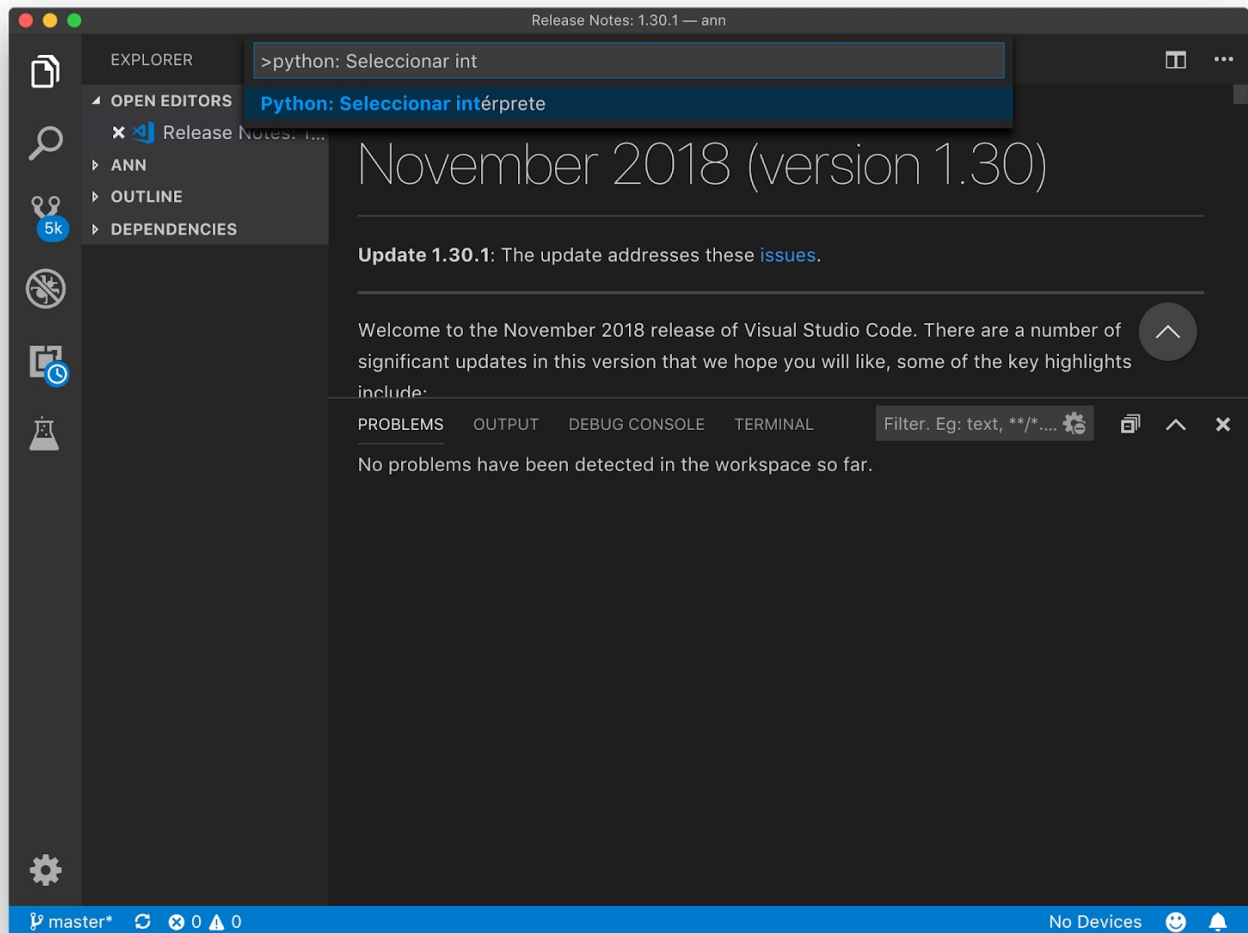 Release Notes: 1.30.1 — ann
EXPLORER
>python: Seleccionar int
Python: Seleccionar intérprete
OPEN EDITORS
Release Notes: 1...
ANN
OUTLINE
DEPENDENCIES
5k
November 2018 (version 1.30)
Update 1.30.1: The update addresses these issues.
Welcome to the November 2018 release of Visual Studio Code. There are a number of
significant updates in this version that we hope you will like, some of the key highlights
include:
PROBLEMS OUTPUT DEBUG CONSOLE TERMINAL Filter. Eg: text, **/*....
No problems have been detected in the workspace so far.
master* 0 0 No Devices